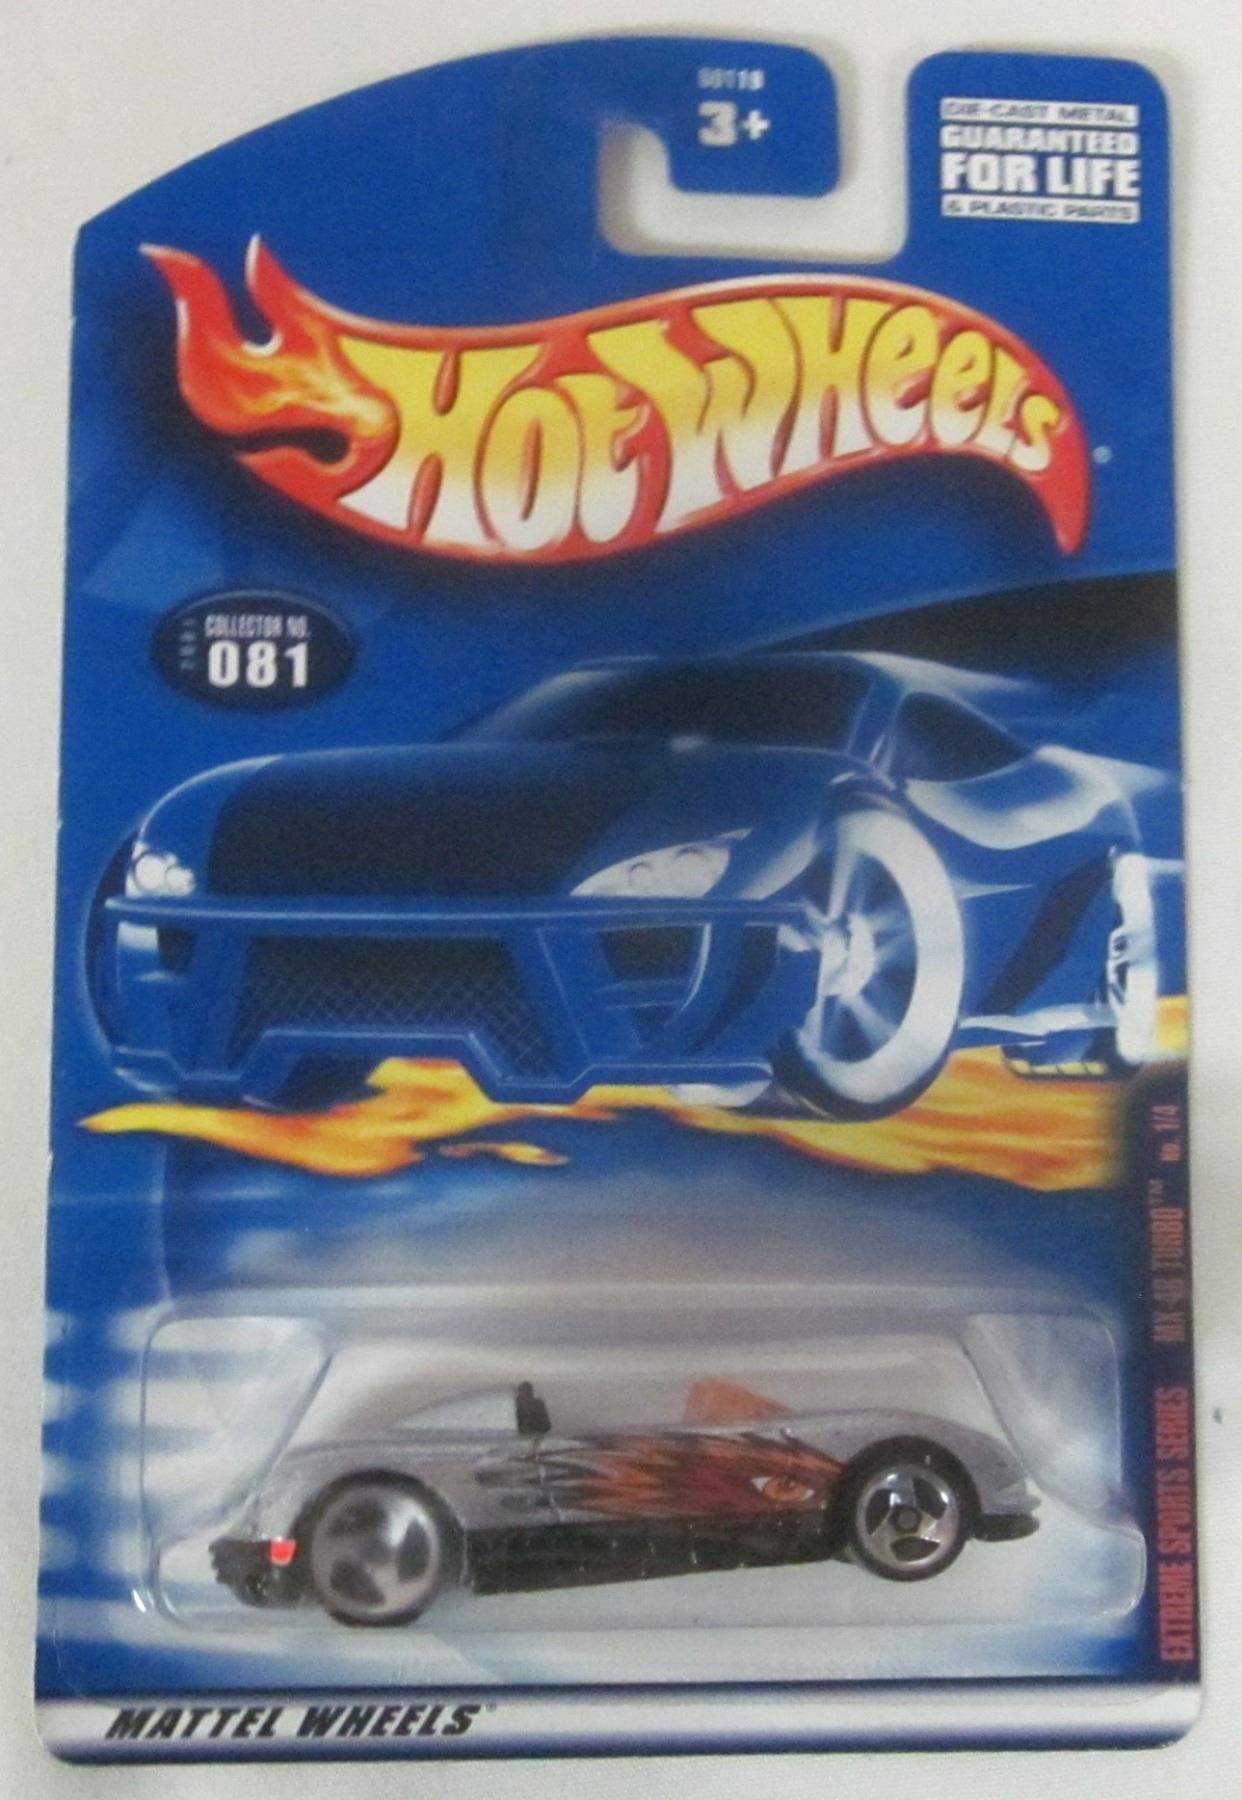 3+
DIE-CAST METAL
GUARANTEED
FOR LIFE
& PLASTIC PARTS
HOT WHEELS®
2001
COLLECTOR NO.
081
EXTREME SPORTS SERIES MX-48 TURBO™ No. 1/4
MATTEL WHEELS®